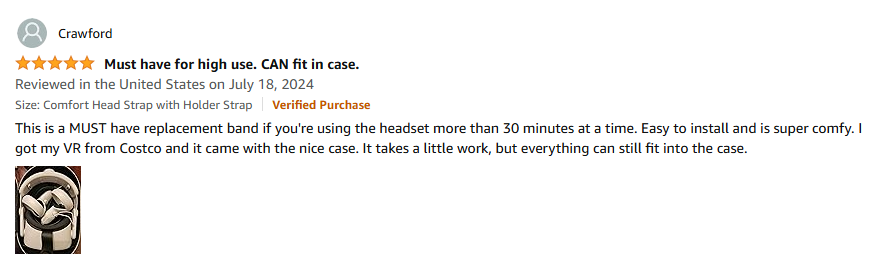 Crawford
Must have for high use. CAN fit in case.
Reviewed in the United States on July 18, 2024
Size: Comfort Head Strap with Holder Strap Verified Purchase
This is a MUST have replacement band if you're using the headset more than 30 minutes at a time. Easy to install and is super comfy. I
got my VR from Costco and it came with the nice case. It takes a little work, but everything can still fit into the case.